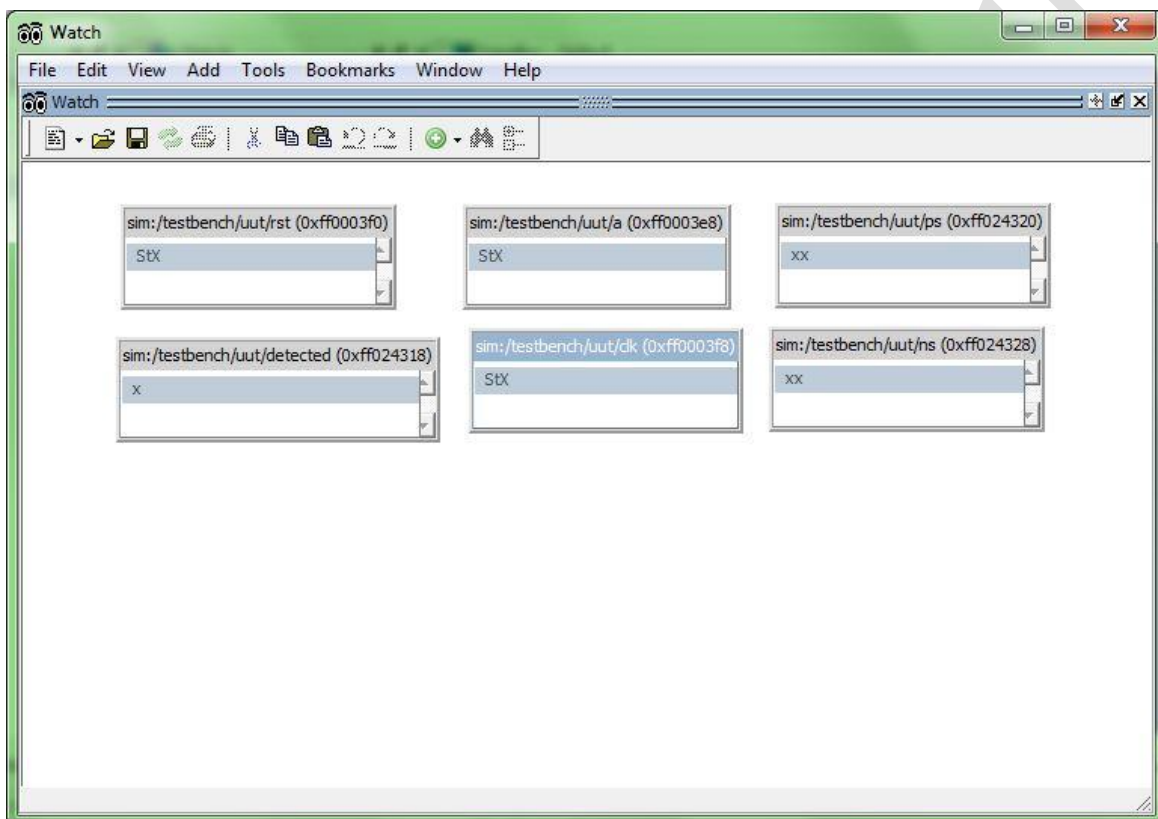 Watch
File Edit View Add Tools Bookmarks Window Help
Watch
sim:/testbench/uut/rst (0xff0003f0)
StX
sim:/testbench/uut/a (0xff0003e8)
StX
sim:/testbench/uut/ps (0xff024320)
xx
sim:/testbench/uut/detected (0xff024318)
x
sim:/testbench/uut/clk (0xff0003f8)
StX
sim:/testbench/uut/ns (0xff024328)
xx